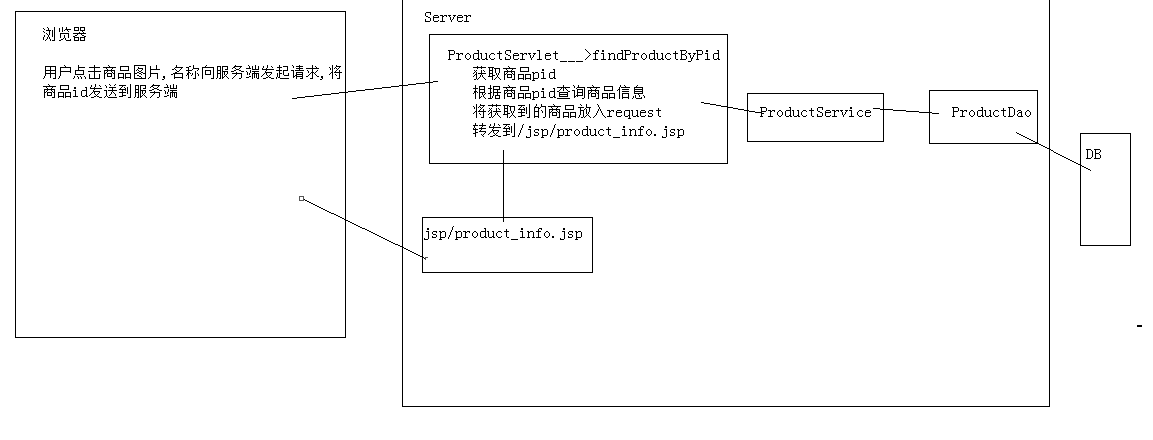 浏览器
用户点击商品图片,名称向服务端发起请求,将
商品id发送到服务端
Server
ProductServlet___>findProductByPid
获取商品pid
根据商品pid查询商品信息
将获取到的商品放入request
转发到/jsp/product_info.jsp
ProductService
ProductDao
DB
jsp/product_info.jsp